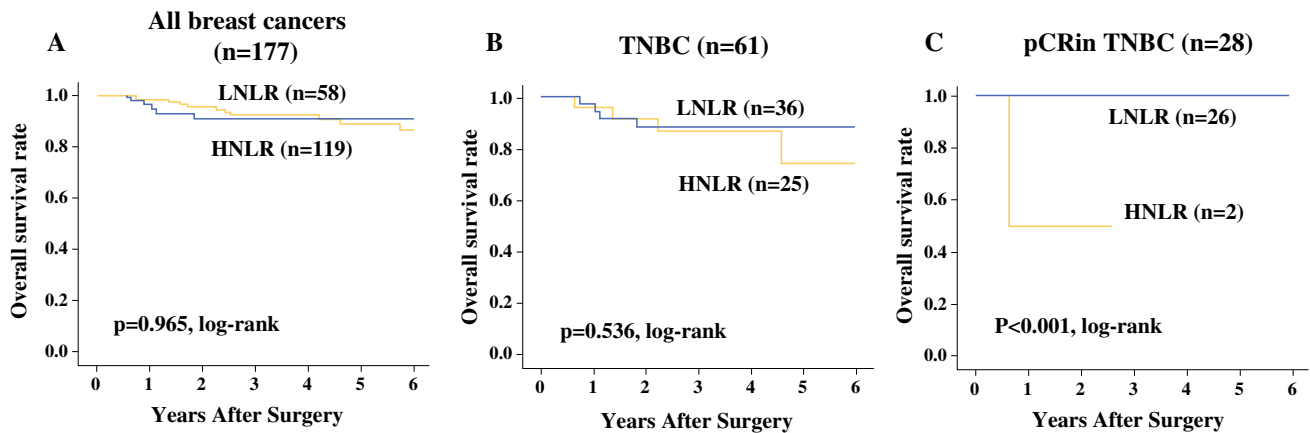 A
All breast cancers
(n=177)
Overall survival rate
1.0
0.8
0.6
0.4
0.2
0.0
LNLR (n=58)
HNLR (n=119)
p=0.965, log-rank
0 1 2 3 4 5 6
Years After Surgery
B
TNBC (n=61)
Overall survival rate
1.0
0.8
0.6
0.4
0.2
0.0
LNLR (n=36)
HNLR (n=25)
p=0.536, log-rank
0 1 2 3 4 5 6
Years After Surgery
C
pCRin TNBC (n=28)
Overall survival rate
1.0
0.8
0.6
0.4
0.2
0.0
LNLR (n=26)
HNLR (n=2)
P<0.001, log-rank
0 1 2 3 4 5 6
Years After Surgery